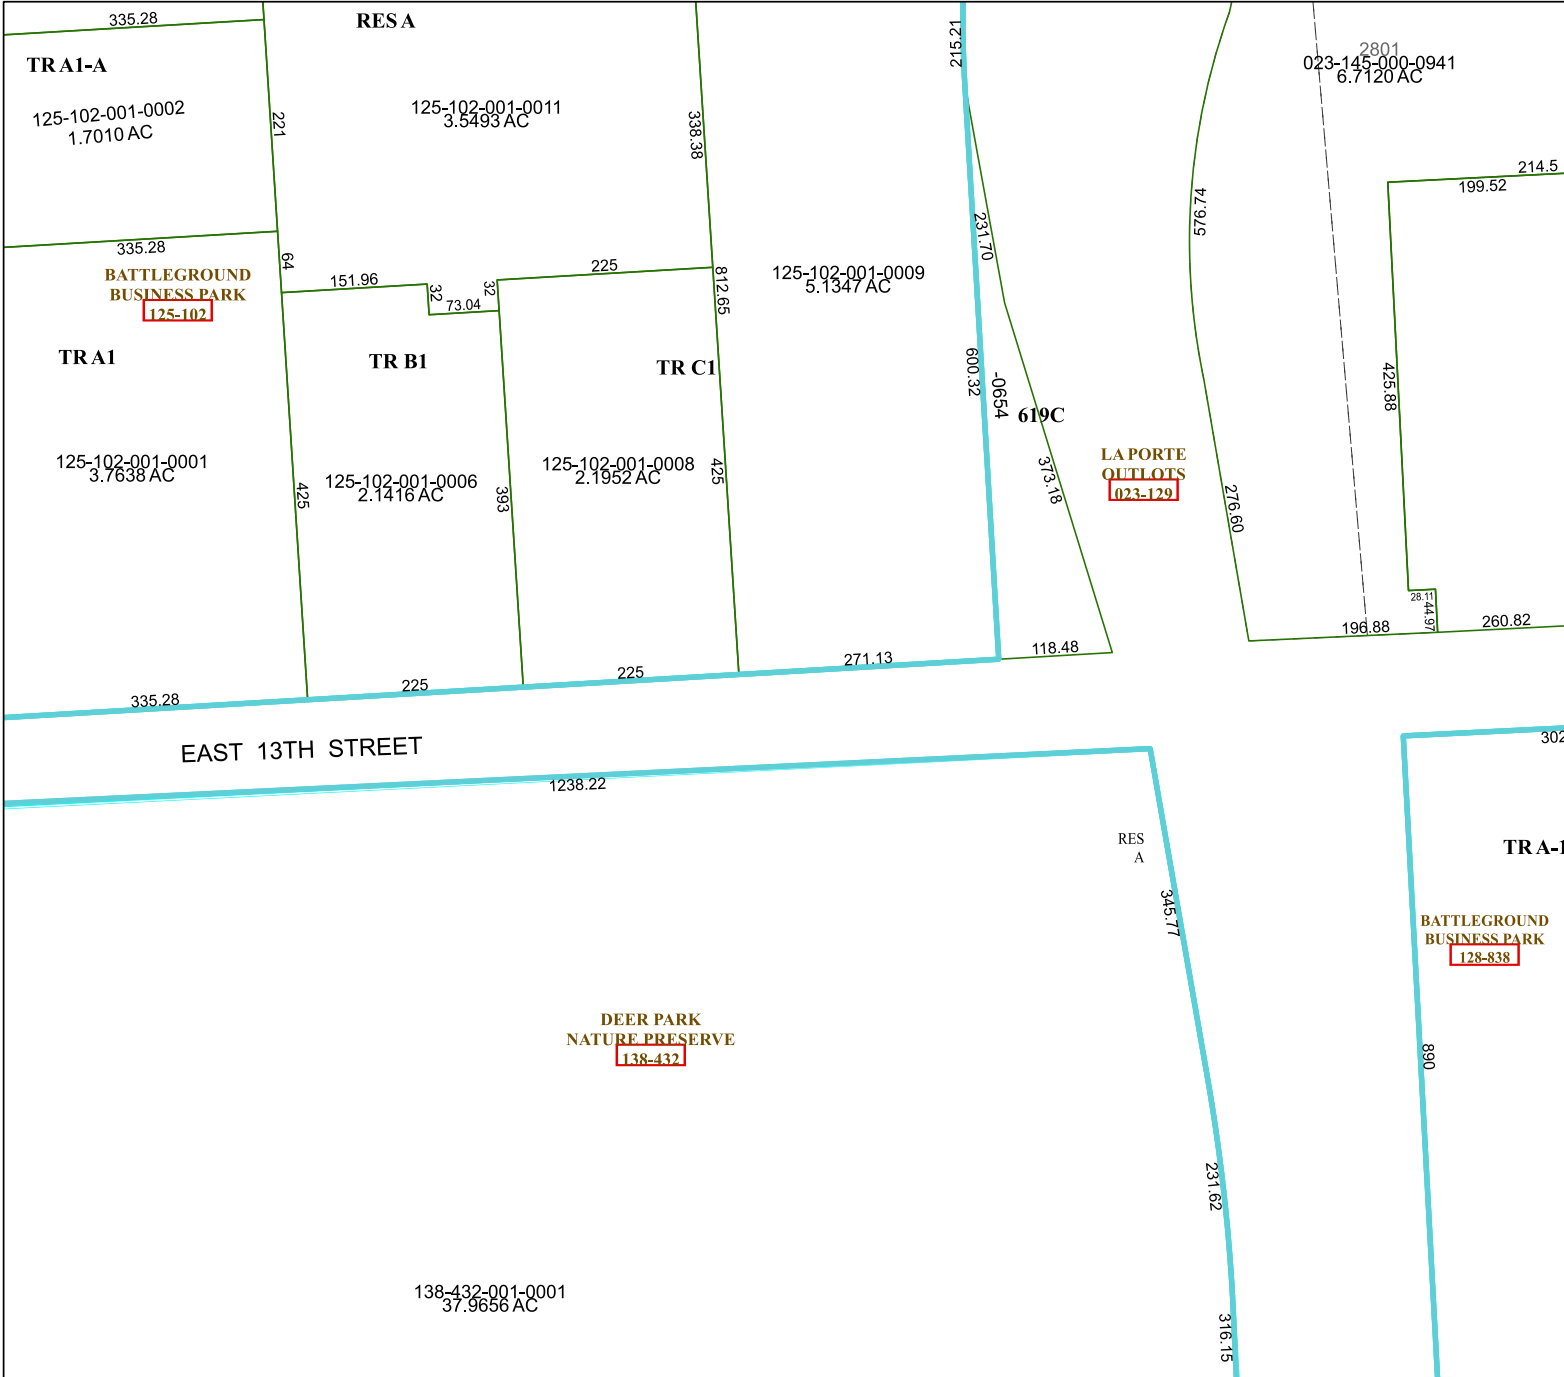 335.28
RES A
215.21
2801
023-145-000-0941
6.7120 AC
TR A1-A
125-102-001-0002
1.7010 AC
221
125-102-001-0011
3.5493 AC
338.38
214.5
199.52
576.74
231.70
335.28
64
BATTLEGROUND
BUSINESS PARK
125-102
151.96
32
73.04
32
225
812.65
125-102-001-0009
5.1347 AC
TR A1
TR B1
TR C1
600.32
-0654
619C
425.88
125-102-001-0001
3.7638 AC
425
125-102-001-0006
2.1416 AC
393
125-102-001-0008
2.1952 AC
425
373.18
LA PORTE
OUTLOTS
023-129
276.60
28.11
44.97
196.88
260.82
118.48
271.13
225
225
335.28
EAST 13TH STREET
302
1238.22
RES
A
TR A-1
345.77
BATTLEGROUND
BUSINESS PARK
128-838
DEER PARK
NATURE PRESERVE
138-432
890
231.62
138-432-001-0001
37.9656 AC
316.15